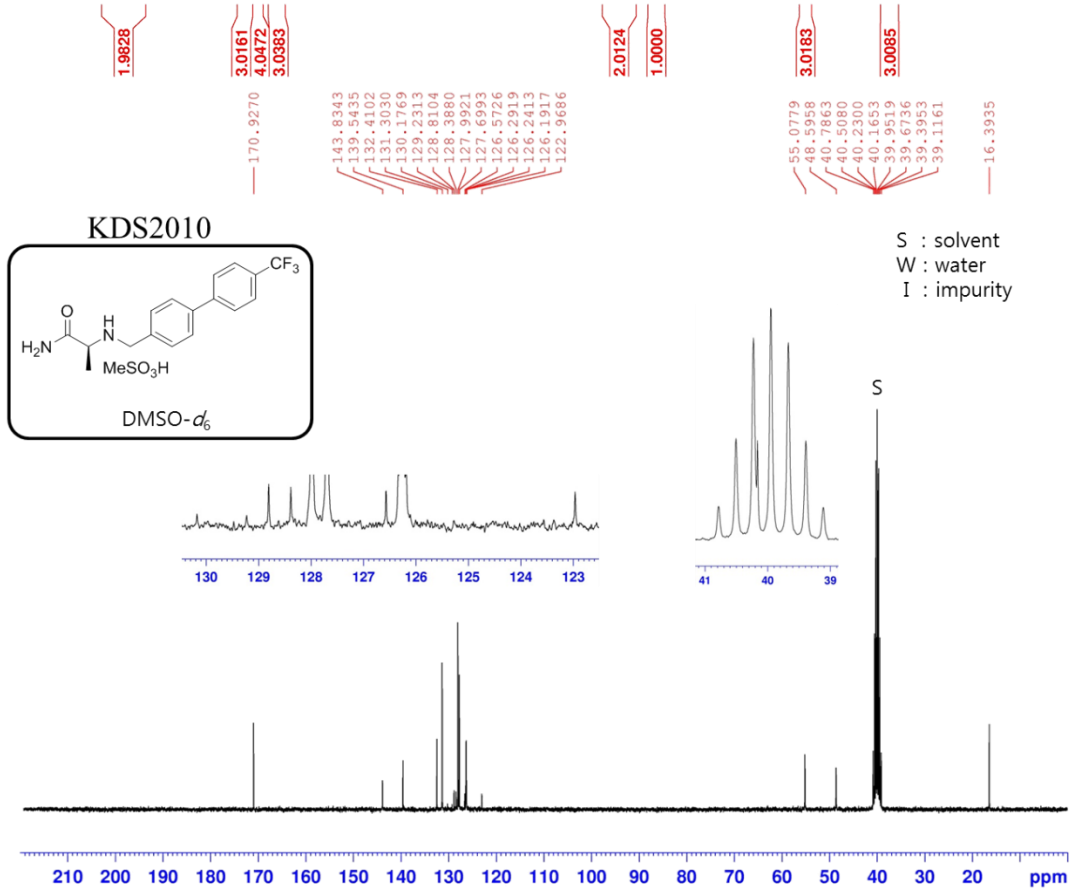 1.9828
3.0161
4.0472
3.0383
2.0124
1.0000
3.0183
3.0085
170.9270
143.8343
139.5435
132.4102
131.3030
130.1769
129.2313
128.8104
128.3880
127.9921
127.6993
126.5726
126.2919
126.2413
126.1917
122.9686
55.0779
48.5958
40.7863
40.5080
40.2300
40.1653
39.9519
39.6736
39.3953
39.1161
16.3935
KDS2010
CF3
O
H
N
H2N
MeSO3H
DMSO-d6
S : solvent
W : water
I : impurity
S
130 129 128 127 126 125 124 123
41 40 39
210 200 190 180 170 160 150 140 130 120 110 100 90 80 70 60 50 40 30 20 ppm